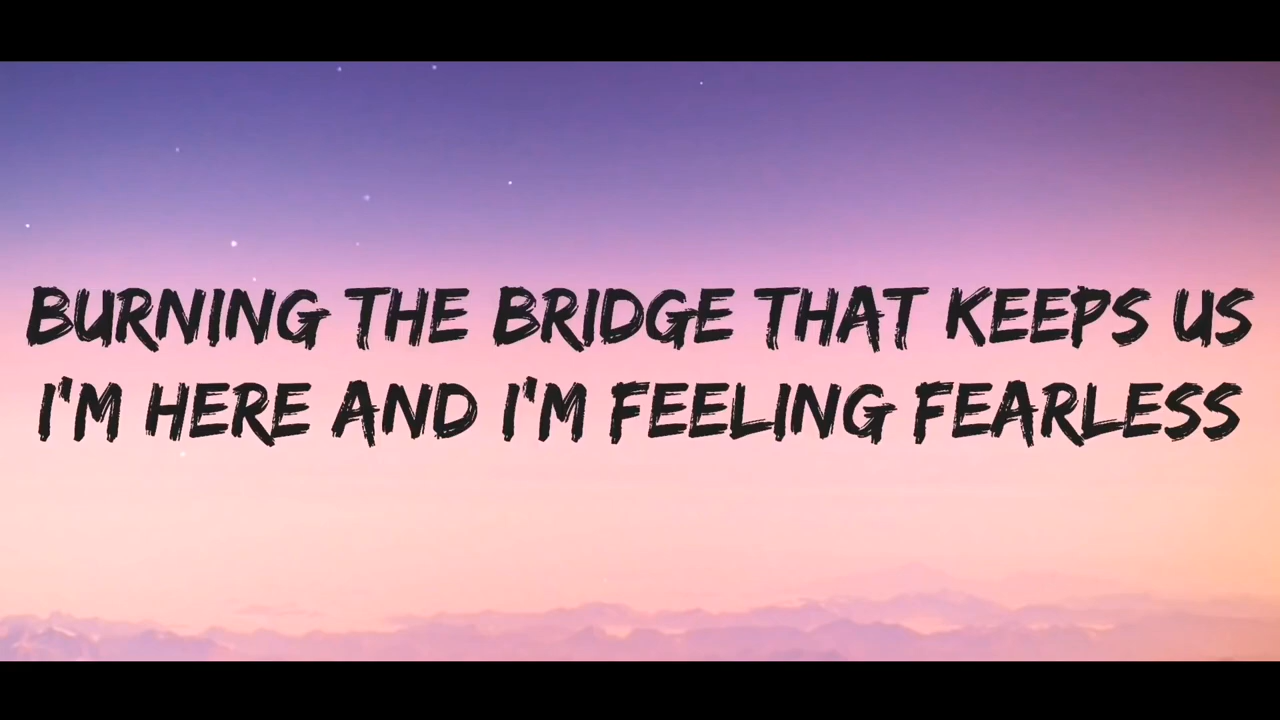 BURNING THE BRIDGE THAT KEEPS US
I'M HERE AND I'M FEELING FEARLESS